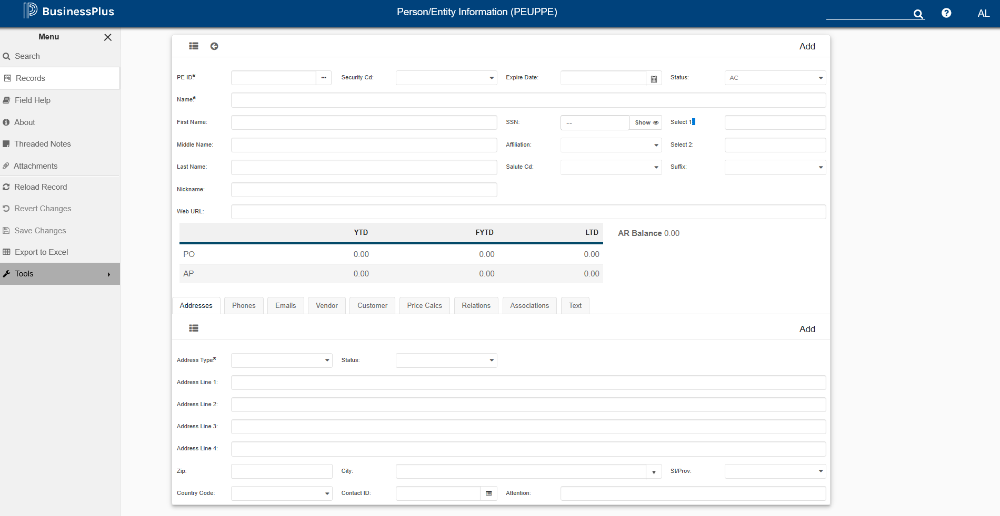 BusinessPlus
Person/Entity Information (PEUPPE)
AL
Menu
Search
Records
Field Help
About
Threaded Notes
Attachments
Reload Record
Revert Changes
Save Changes
Export to Excel
Tools
Add
PE ID:* Security Cd: Expire Date: Status: AC
Name:*
First Name: SSN: -- Show Select 1:
Middle Name: Affiliation: Select 2:
Last Name: Salute Cd: Suffix:
Nickname:
Web URL:
YTD FYTD LTD AR Balance 0.00
PO 0.00 0.00 0.00
AP 0.00 0.00 0.00
Addresses Phones Emails Vendor Customer Price Calcs Relations Associations Text
Add
Address Type:* Status:
Address Line 1:
Address Line 2:
Address Line 3:
Address Line 4:
Zip: City: St/Prov:
Country Code: Contact ID: Attention: